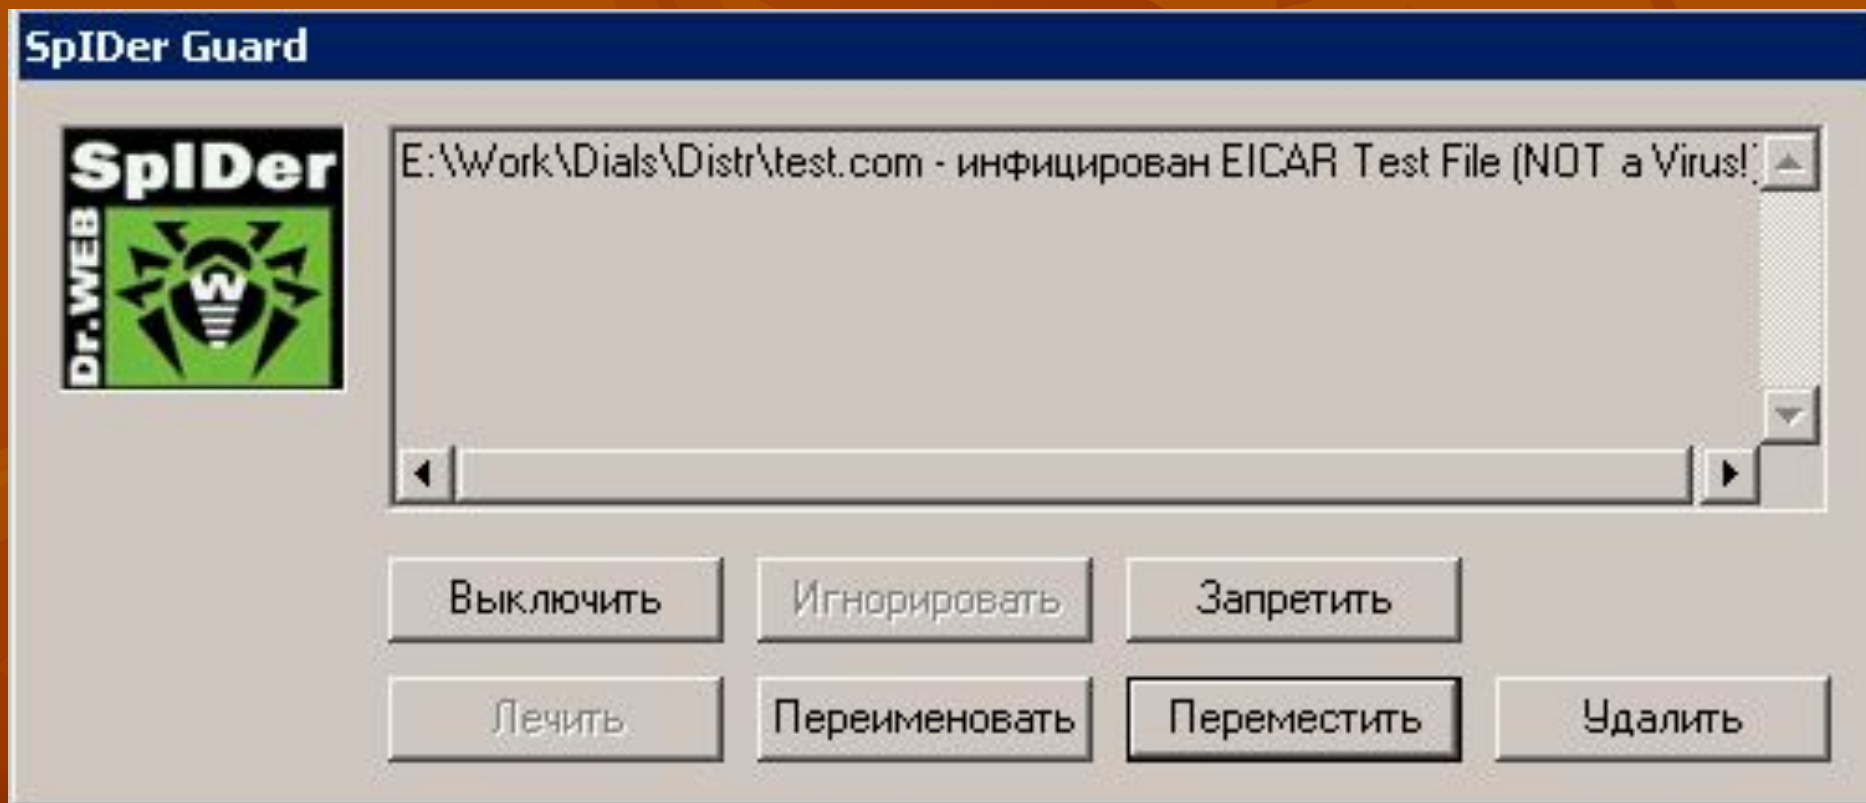 SpIDer Guard
SpIDer
Dr.WEB
W
E:\Work\Dials\Distr\test.com - инфицирован EICAR Test File (NOT a Virus!)
Выключить
Игнорировать
Запретить
Лечить
Переименовать
Переместить
Удалить